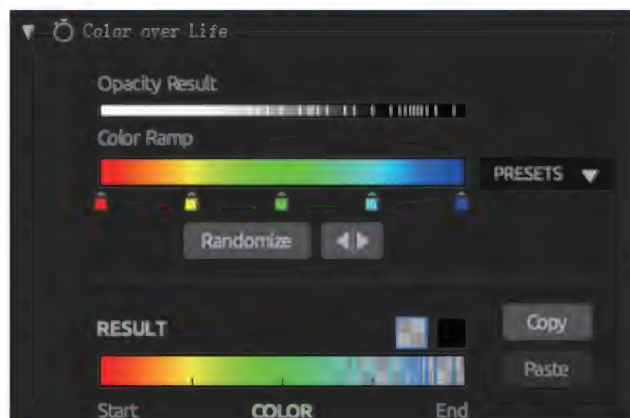 Color over Life
Opacity Result
Color Ramp
PRESETS
Randomize
RESULT
Copy
Paste
Start COLOR End